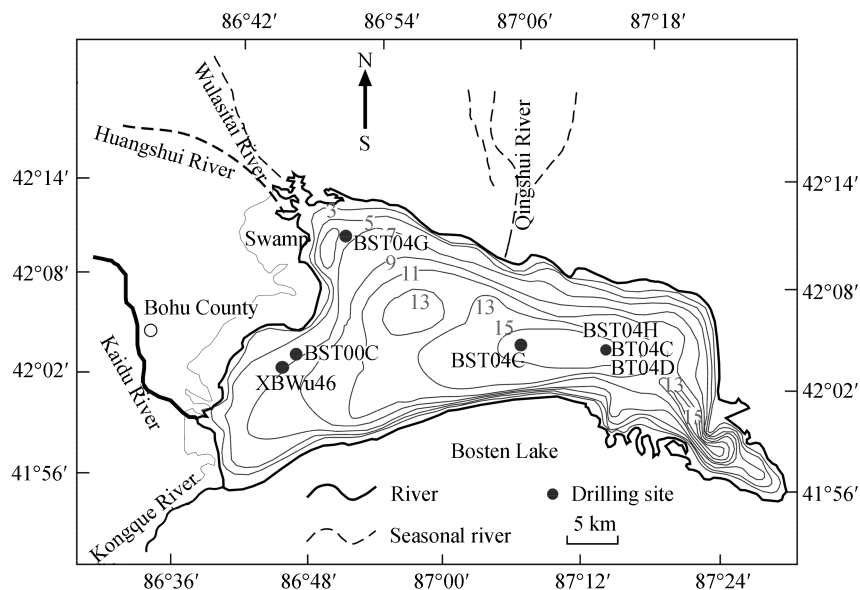 86°42′ 86°54′ 87°06′ 87°18′
N
S
Wulasitai River
Huangshui River
Qingshui River
42°14′ 42°14′
3
5
7
Swamp
BST04G
9
42°08′ 42°08′
11
13 13
Bohu County
15
BST04H
BST00C
BST04C
BT04C
Kaidu River
42°02′
XBWu46
BT04D
42°02′
13
15
Bosten Lake
41°56′ 41°56′
River
Drilling site
Kongque River
Seasonal river
5 km
86°36′ 86°48′ 87°00′ 87°12′ 87°24′